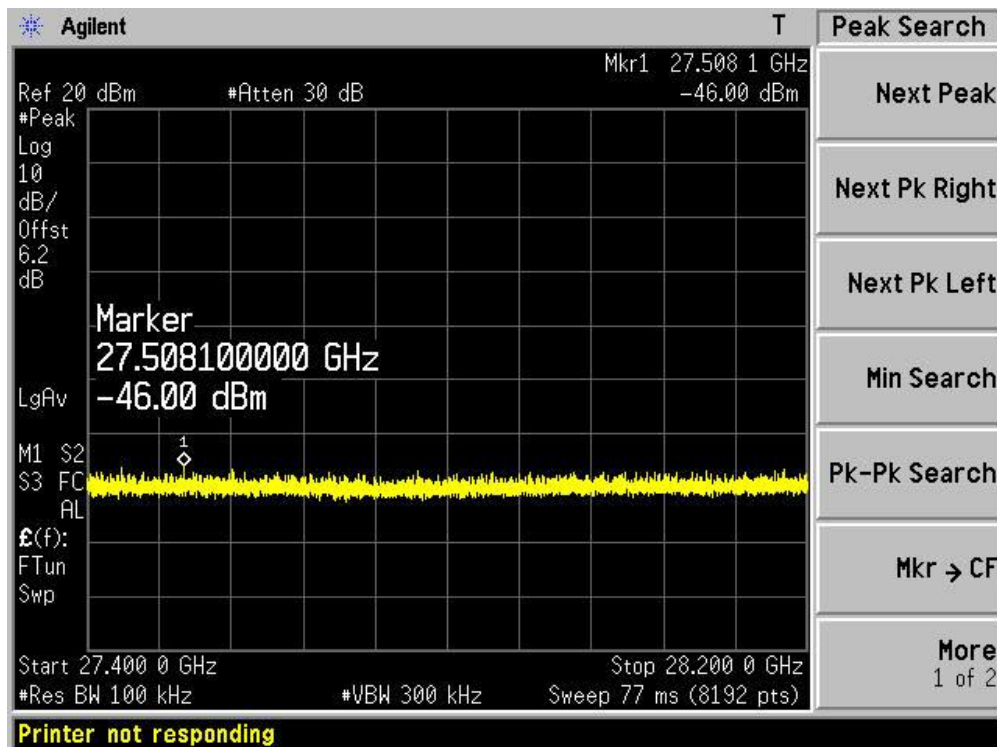 Agilent T
Peak Search
Mkr1 27.508 1 GHz
Ref 20 dBm #Atten 30 dB -46.00 dBm
#Peak
Log
10
dB/
Offst
6.2
dB
Marker
27.508100000 GHz
-46.00 dBm
LgAv
1
M1 S2
S3 FC
AL
£(f):
FTun
Swp
Start 27.400 0 GHz Stop 28.200 0 GHz
#Res BW 100 kHz #VBW 300 kHz Sweep 77 ms (8192 pts)
Printer not responding
Next Peak
Next Pk Right
Next Pk Left
Min Search
Pk-Pk Search
Mkr → CF
More
1 of 2